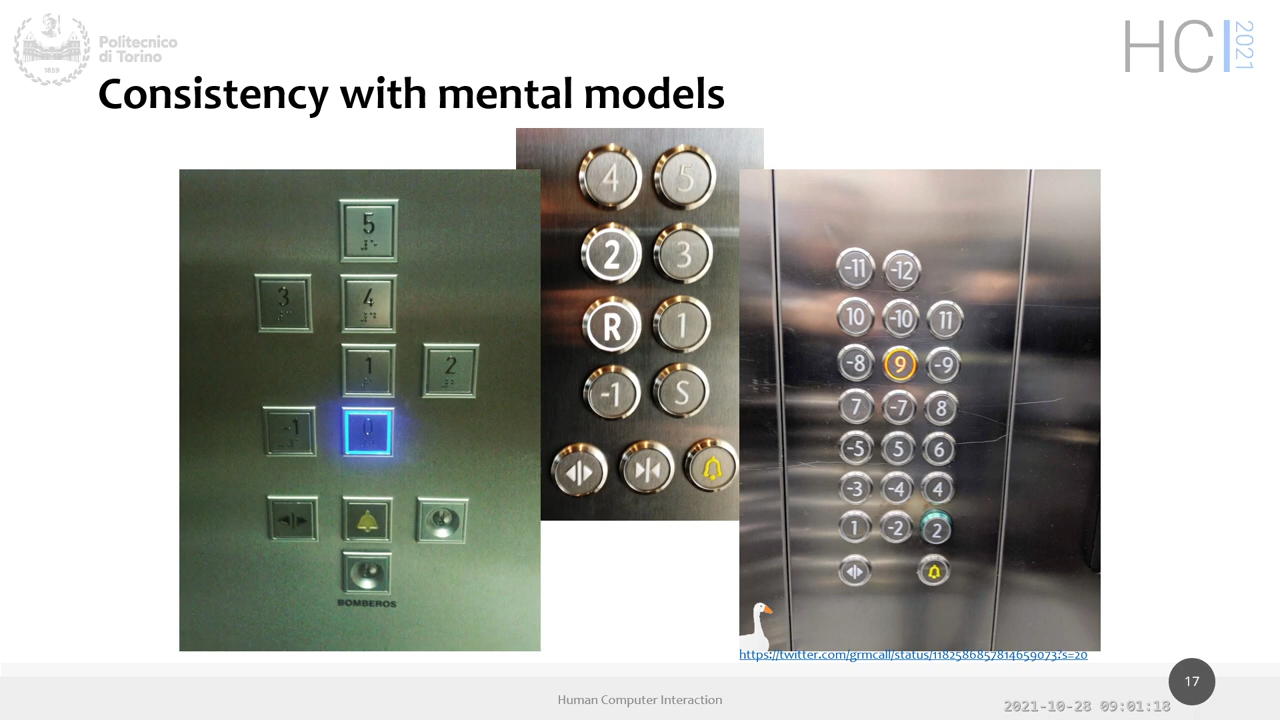 Politecnico
di Torino
1859
HCI
2021
Consistency with mental models
5
3 4
1 2
-1 0
BOMBEROS
4 5
2 3
R 1
-1 S
-11 -12
10 -10 11
-8 9 -9
7 -7 8
-5 5 6
-3 -4 4
1 -2 2
https://twitter.com/grmcall/status/1182586857814659073?s=20
Human Computer Interaction
17
2021-10-28 09:01:18